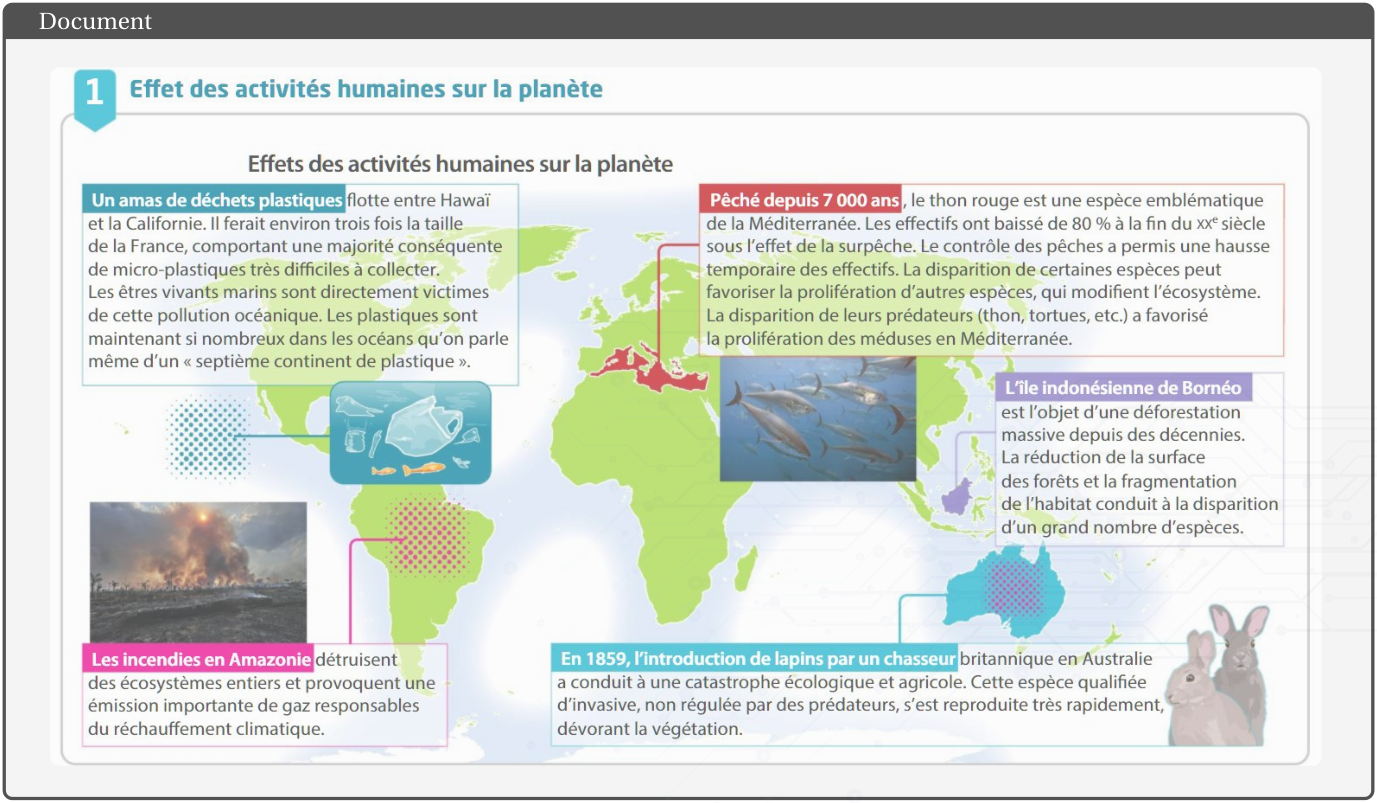 Document
1 Effet des activités humaines sur la planète
Effets des activités humaines sur la planète
Un amas de déchets plastiques flotte entre Hawaï
et la Californie. Il ferait environ trois fois la taille
de la France, comportant une majorité conséquente
de micro-plastiques très difficiles à collecter.
Les êtres vivants marins sont directement victimes
de cette pollution océanique. Les plastiques sont
maintenant si nombreux dans les océans qu'on parle
même d'un « septième continent de plastique ».
Pêché depuis 7 000 ans, le thon rouge est une espèce emblématique
de la Méditerranée. Les effectifs ont baissé de 80 % à la fin du XXe siècle
sous l'effet de la surpêche. Le contrôle des pêches a permis une hausse
temporaire des effectifs. La disparition de certaines espèces peut
favoriser la prolifération d'autres espèces, qui modifient l'écosystème.
La disparition de leurs prédateurs (thon, tortues, etc.) a favorisé
la prolifération des méduses en Méditerranée.
L'île indonésienne de Bornéo
est l'objet d'une déforestation
massive depuis des décennies.
La réduction de la surface
des forêts et la fragmentation
de l'habitat conduit à la disparition
d'un grand nombre d'espèces.
Les incendies en Amazonie détruisent
des écosystèmes entiers et provoquent une
émission importante de gaz responsables
du réchauffement climatique.
En 1859, l'introduction de lapins par un chasseur britannique en Australie
a conduit à une catastrophe écologique et agricole. Cette espèce qualifiée
d'invasive, non régulée par des prédateurs, s'est reproduite très rapidement,
dévorant la végétation.